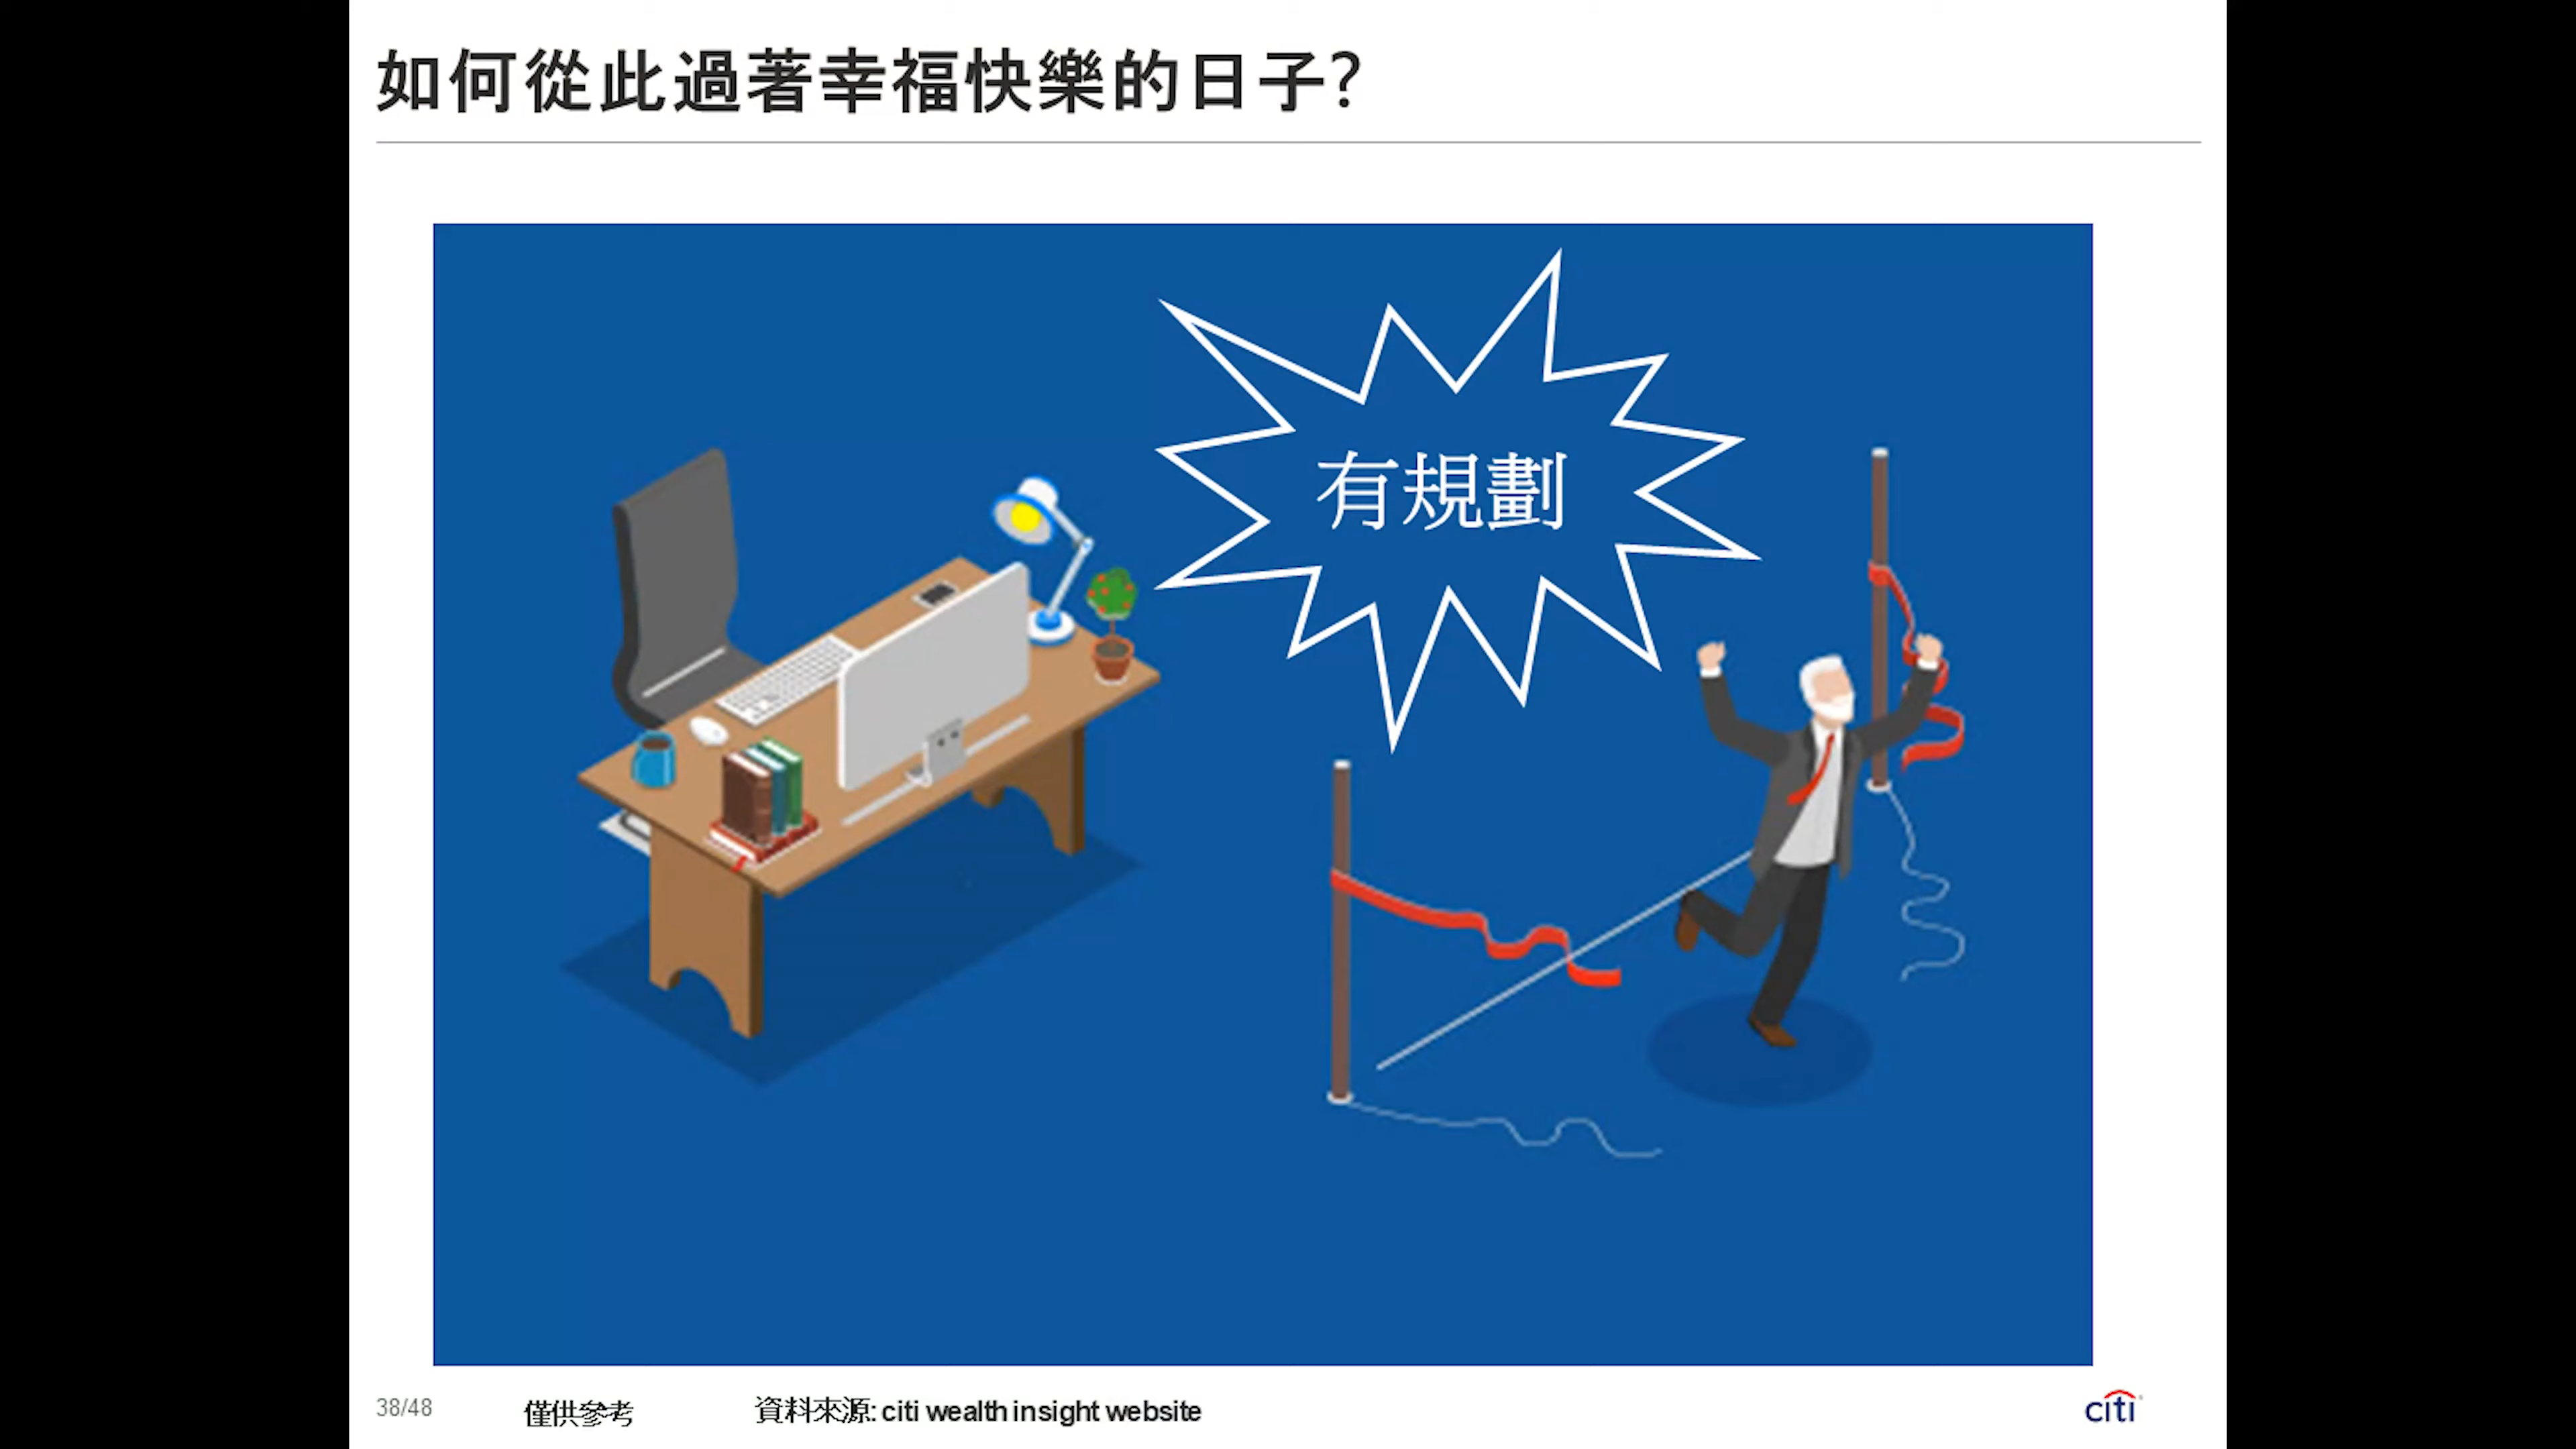 如何從此過著幸福快樂的日子?
有規劃
38/48
僅供參考
資料來源: citi wealth insight website
citi